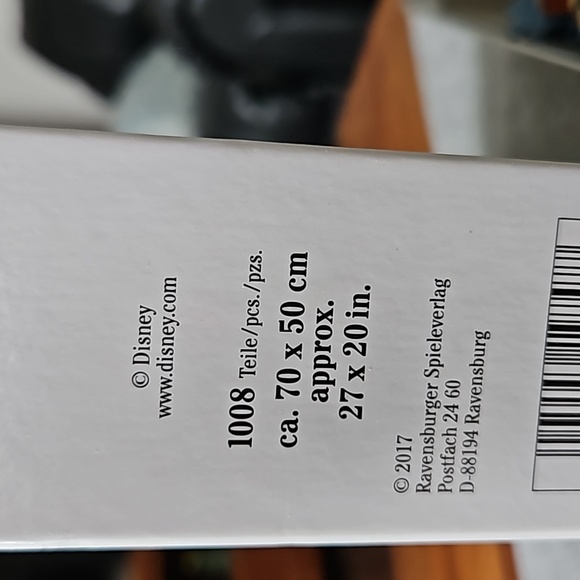 © Disney
www.disney.com
1008 Teile/pcs./pzs.
ca. 70 x 50 cm
approx.
27 x 20 in.
© 2017
Ravensburger Spieleverlag
Postfach 24 60
D-88194 Ravensburg